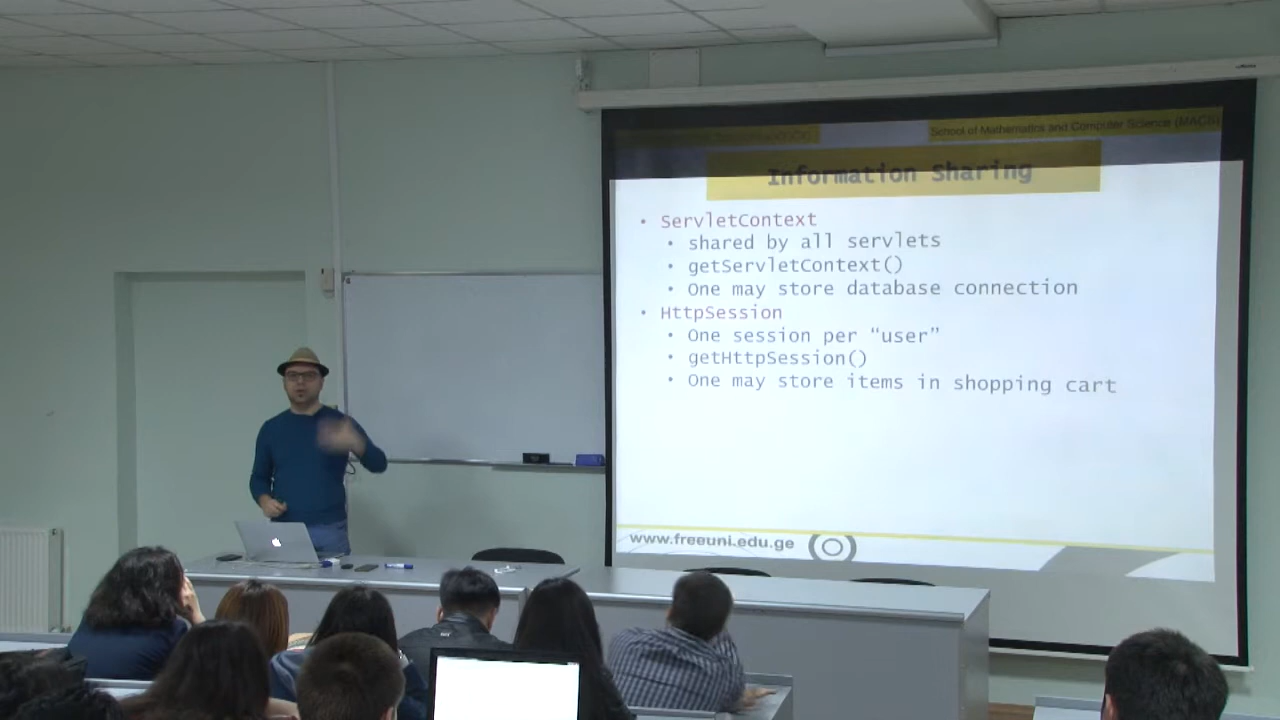 School of Mathematics and Computer Science (MACS)
Information Sharing
• ServletContext
• shared by all servlets
• getServletContext()
• One may store database connection
• HttpSession
• One session per “user”
• getHttpSession()
• One may store items in shopping cart
www.freeuni.edu.ge